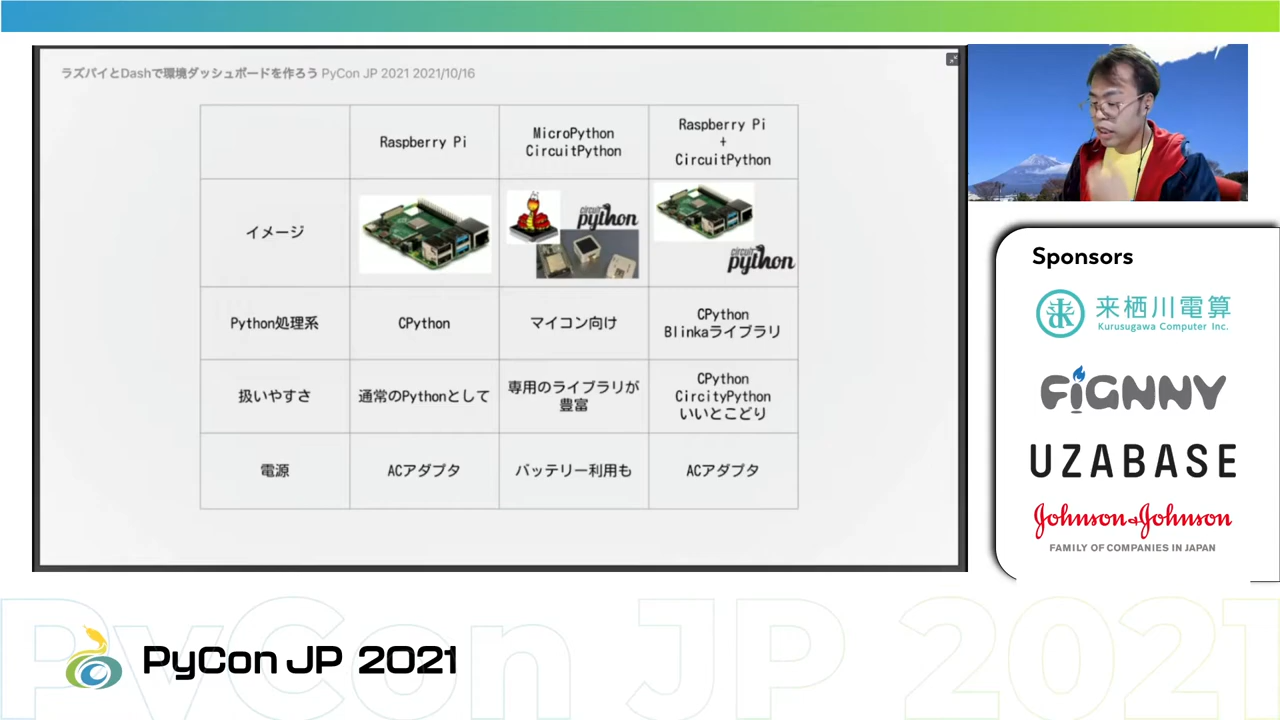 ラズパイとDashで環境ダッシュボードを作ろう PyCon JP 2021 2021/10/16
Raspberry Pi
MicroPython
CircuitPython
Raspberry Pi
+
CircuitPython
イメージ
circuit
python
circuit
python
Python処理系
CPython
マイコン向け
CPython
Blinkaライブラリ
扱いやすさ
通常のPythonとして
専用のライブラリが
豊富
CPython
CircityPython
いいとこどり
電源
ACアダプタ
バッテリー利用も
ACアダプタ
Sponsors
来栖川電算
Kurusugawa Computer Inc.
FiGNNY
UZABASE
Johnson&Johnson
FAMILY OF COMPANIES IN JAPAN
PyCon JP 2021
PyCon JP 2021